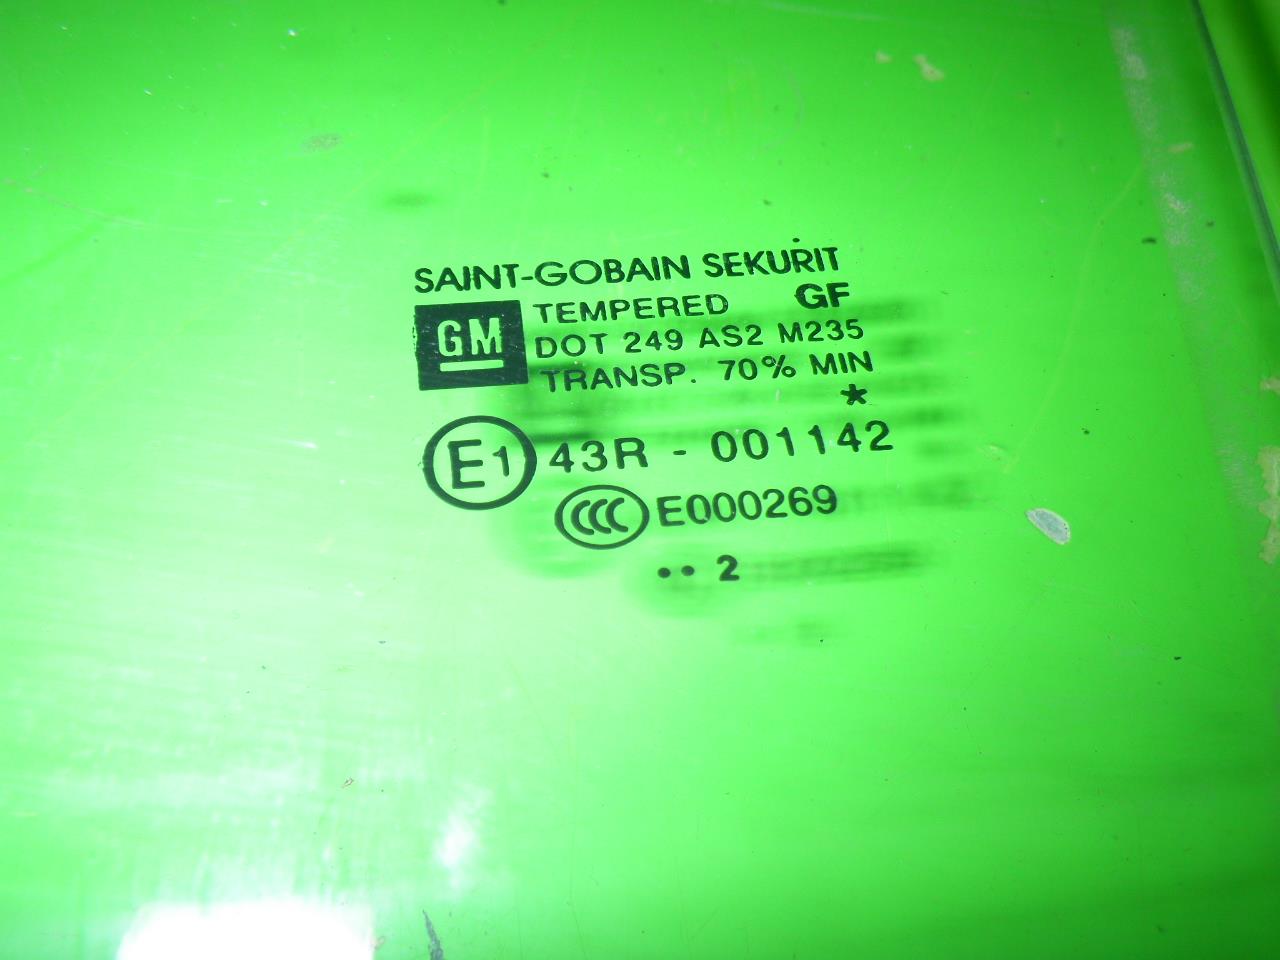 SAINT-GOBAIN SEKURIT
GM
TEMPERED GF
DOT 249 AS2 M235
TRANSP. 70% MIN
*
E1 43R - 001142
CCC E000269
•• 2